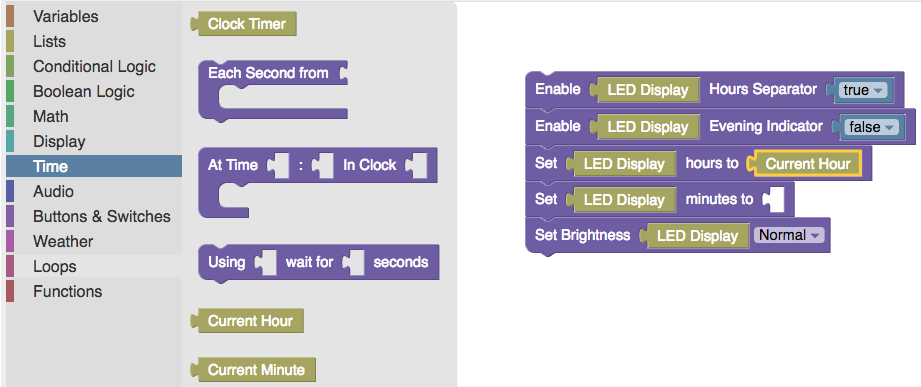 Variables
Lists
Conditional Logic
Boolean Logic
Math
Display
Time
Audio
Buttons & Switches
Weather
Loops
Functions
Clock Timer
Each Second from
At Time : In Clock
Using wait for seconds
Current Hour
Current Minute
Enable LED Display Hours Separator true
Enable LED Display Evening Indicator false
Set LED Display hours to Current Hour
Set LED Display minutes to
Set Brightness LED Display Normal